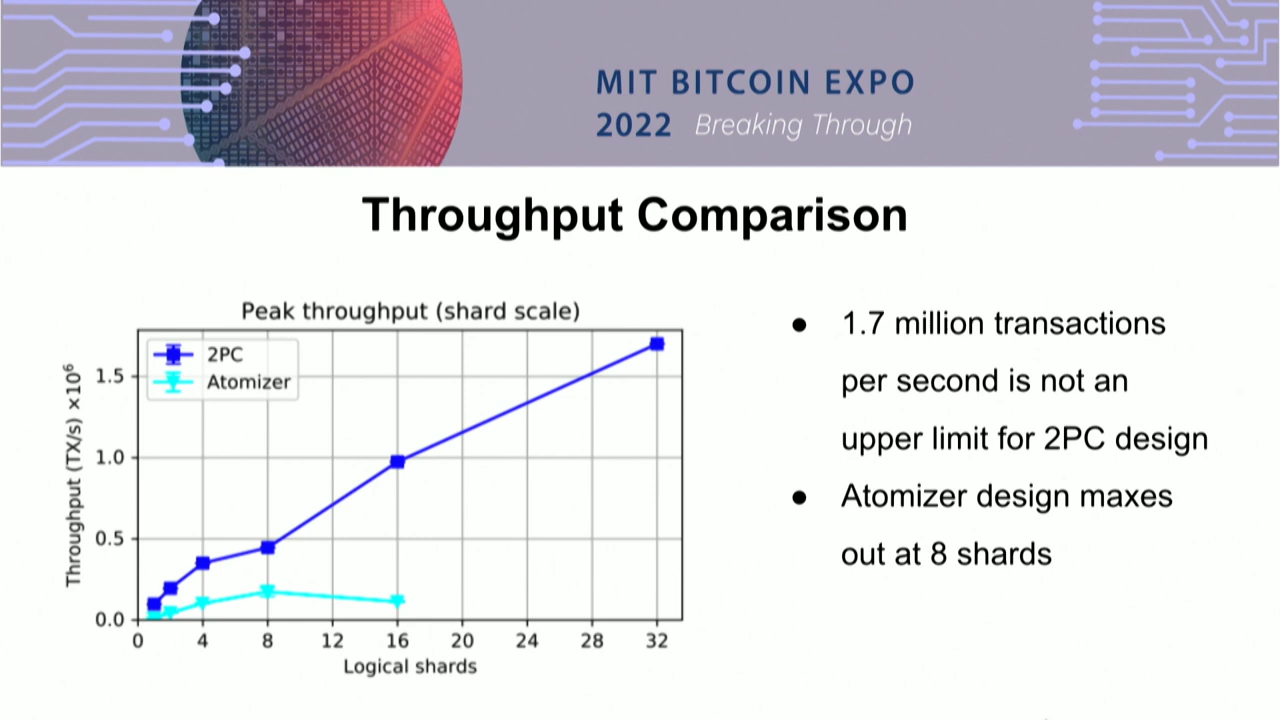 MIT BITCOIN EXPO
2022 Breaking Through
Throughput Comparison
Peak throughput (shard scale)
2PC
Atomizer
Throughput (TX/s) ×10⁶
1.5
1.0
0.5
0.0
0 4 8 12 16 20 24 28 32
Logical shards
● 1.7 million transactions
per second is not an
upper limit for 2PC design
● Atomizer design maxes
out at 8 shards